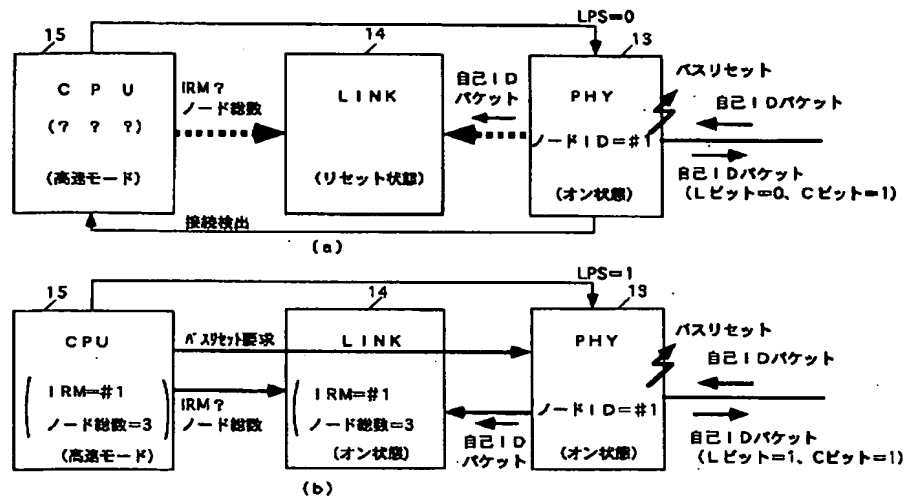 LPS=0
15
14
13
CPU
(???)
(高速モード)
IRM?
ノード総数
LINK
(リセット状態)
自己ID
パケット
PHY
ノードID=#1
(オン状態)
バスリセット
自己IDパケット
自己IDパケット
(Lビット=0、Cビット=1)
接続検出
(a)
LPS=1
15
14
13
CPU
IRM=#1
ノード総数=3
(高速モード)
バスリセット要求
IRM?
ノード総数
LINK
IRM=#1
ノード総数=3
(オン状態)
自己ID
パケット
PHY
ノードID=#1
(オン状態)
バスリセット
自己IDパケット
自己IDパケット
(Lビット=1、Cビット=1)
(b)